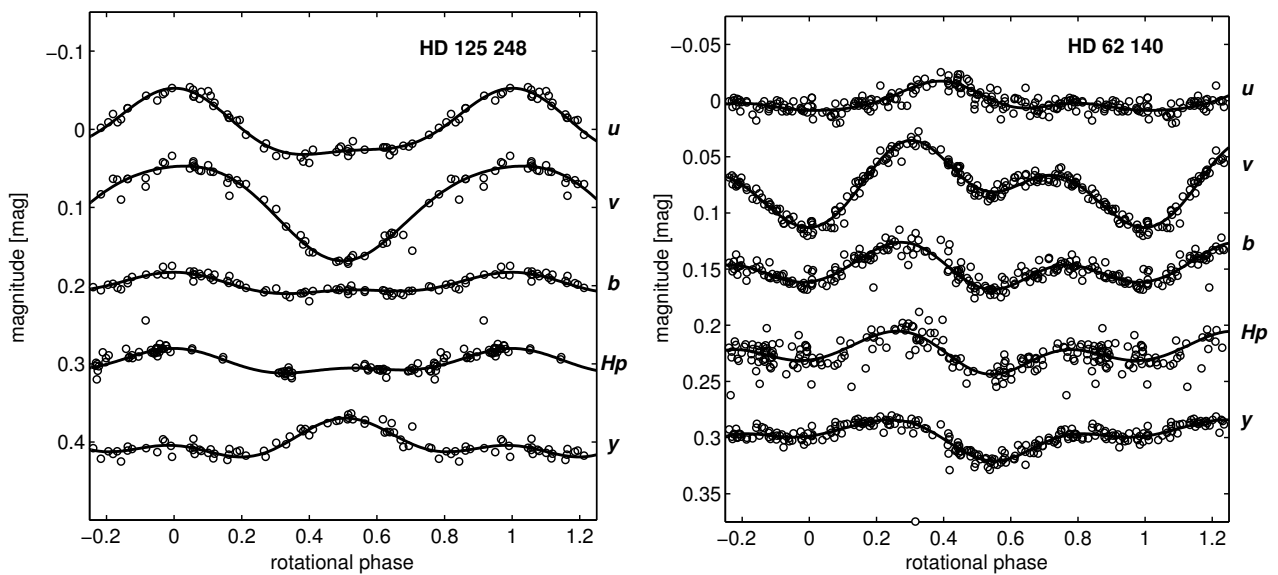 HD 125 248
−0.1
0
0.1
0.2
0.3
0.4
magnitude [mag]
u
v
b
Hp
y
−0.2 0 0.2 0.4 0.6 0.8 1 1.2
rotational phase
HD 62 140
−0.05
0
0.05
0.1
0.15
0.2
0.25
0.3
0.35
magnitude [mag]
u
v
b
Hp
y
−0.2 0 0.2 0.4 0.6 0.8 1 1.2
rotational phase